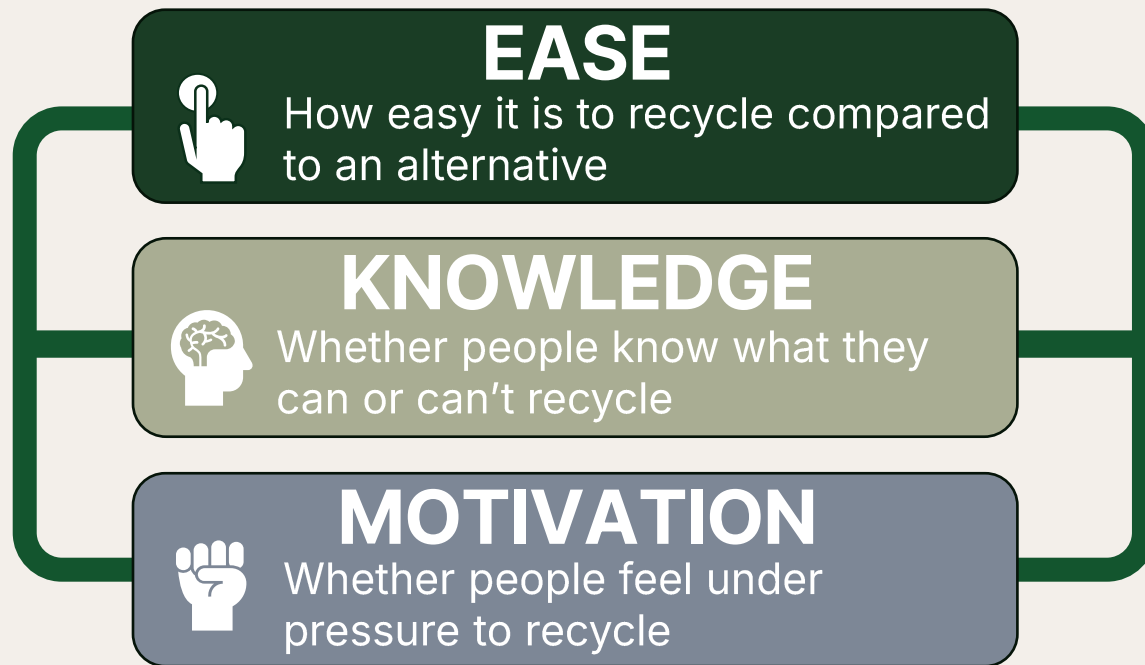 EASE
How easy it is to recycle compared
to an alternative
KNOWLEDGE
Whether people know what they
can or can’t recycle
MOTIVATION
Whether people feel under
pressure to recycle